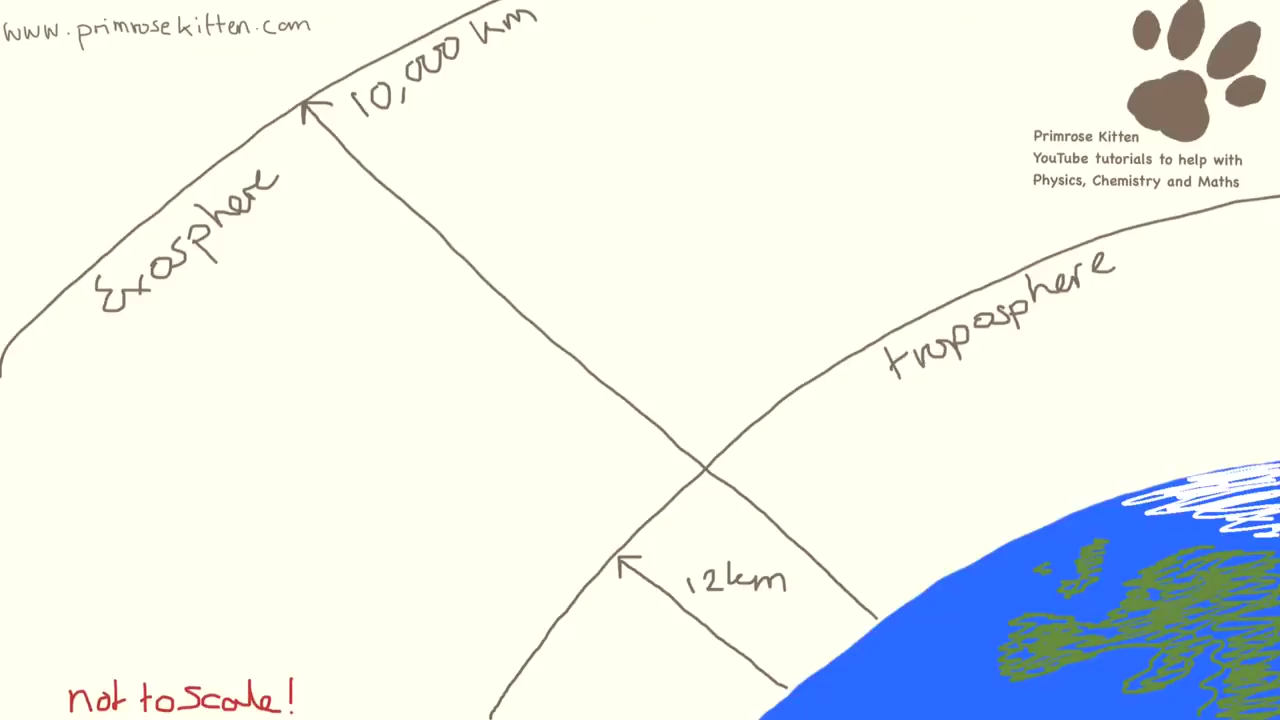 www.primrosekitten.com
10,000 km
Exosphere
Primrose Kitten
YouTube tutorials to help with
Physics, Chemistry and Maths
troposphere
12km
not to scale!